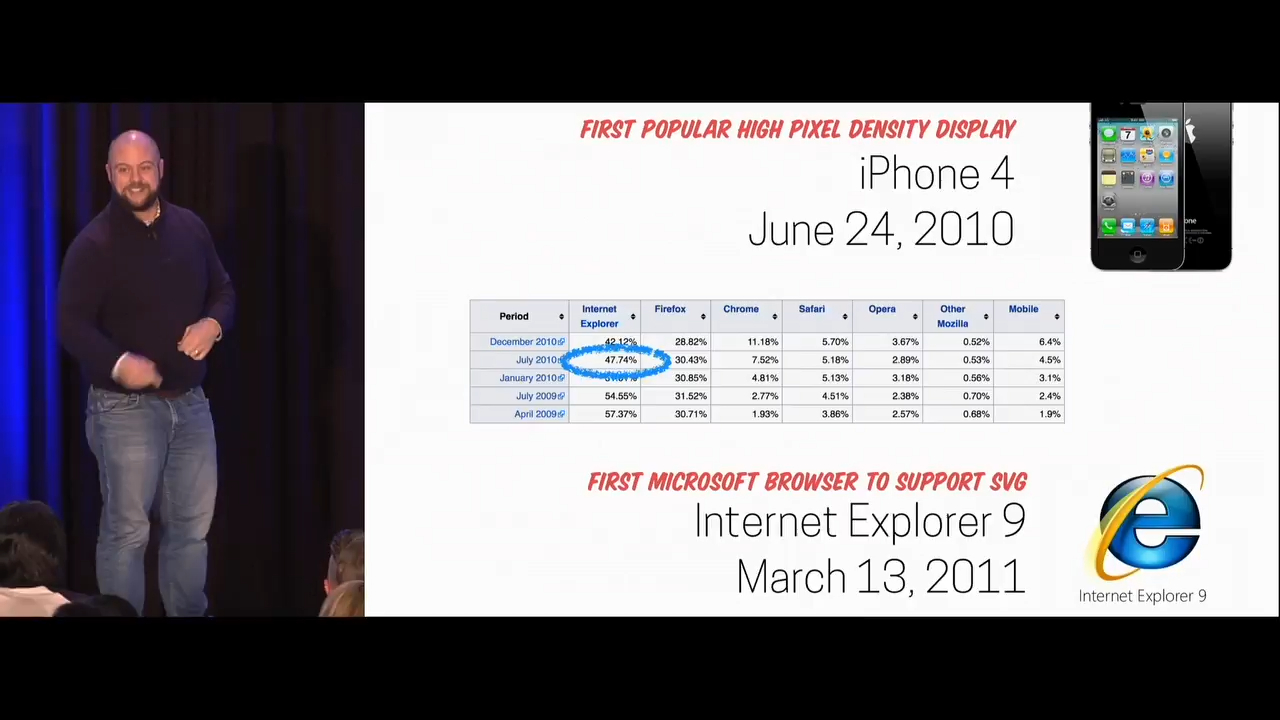 FIRST POPULAR HIGH PIXEL DENSITY DISPLAY
iPhone 4
June 24, 2010
Period Internet Explorer Firefox Chrome Safari Opera Other Mozilla Mobile
December 2010 42.12% 28.82% 11.18% 5.70% 3.67% 0.52% 6.4%
July 2010 47.74% 30.43% 7.52% 5.18% 2.89% 0.53% 4.5%
January 2010 30.85% 4.81% 5.13% 3.18% 0.56% 3.1%
July 2009 54.55% 31.52% 2.77% 4.51% 2.38% 0.70% 2.4%
April 2009 57.37% 30.71% 1.93% 3.86% 2.57% 0.68% 1.9%
FIRST MICROSOFT BROWSER TO SUPPORT SVG
Internet Explorer 9
March 13, 2011
Internet Explorer 9